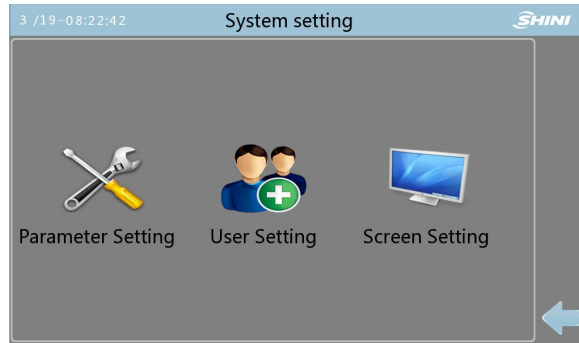 3 /19-08:22:42
System setting
SHINI
Parameter Setting
User Setting
Screen Setting